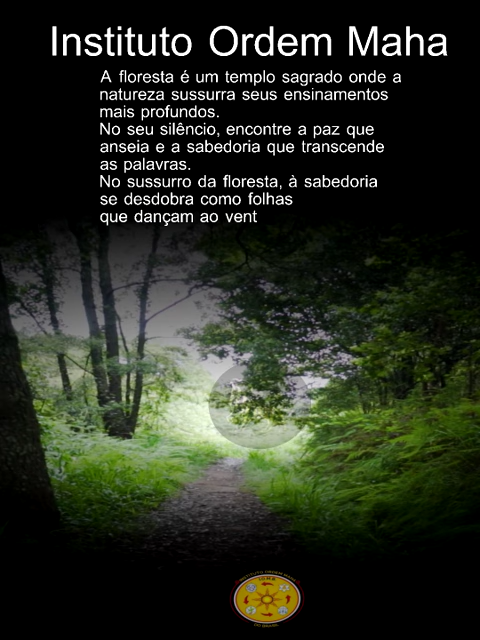 Instituto Ordem Maha
A floresta é um templo sagrado onde a
natureza sussurra seus ensinamentos
mais profundos.
No seu silêncio, encontre a paz que
anseia e a sabedoria que transcende
as palavras.
No sussurro da floresta, à sabedoria
se desdobra como folhas
que dançam ao vent